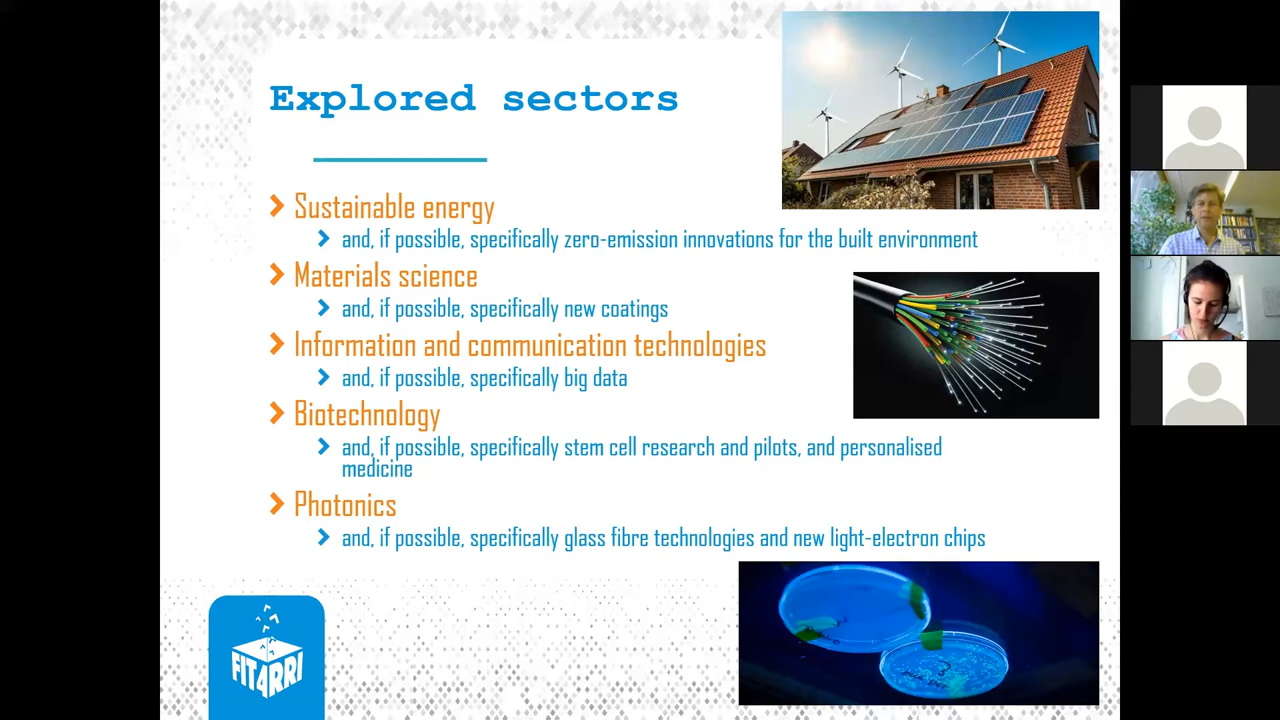 Explored sectors
Sustainable energy
and, if possible, specifically zero-emission innovations for the built environment
Materials science
and, if possible, specifically new coatings
Information and communication technologies
and, if possible, specifically big data
Biotechnology
and, if possible, specifically stem cell research and pilots, and personalised
medicine
Photonics
and, if possible, specifically glass fibre technologies and new light-electron chips
FIT4RRI